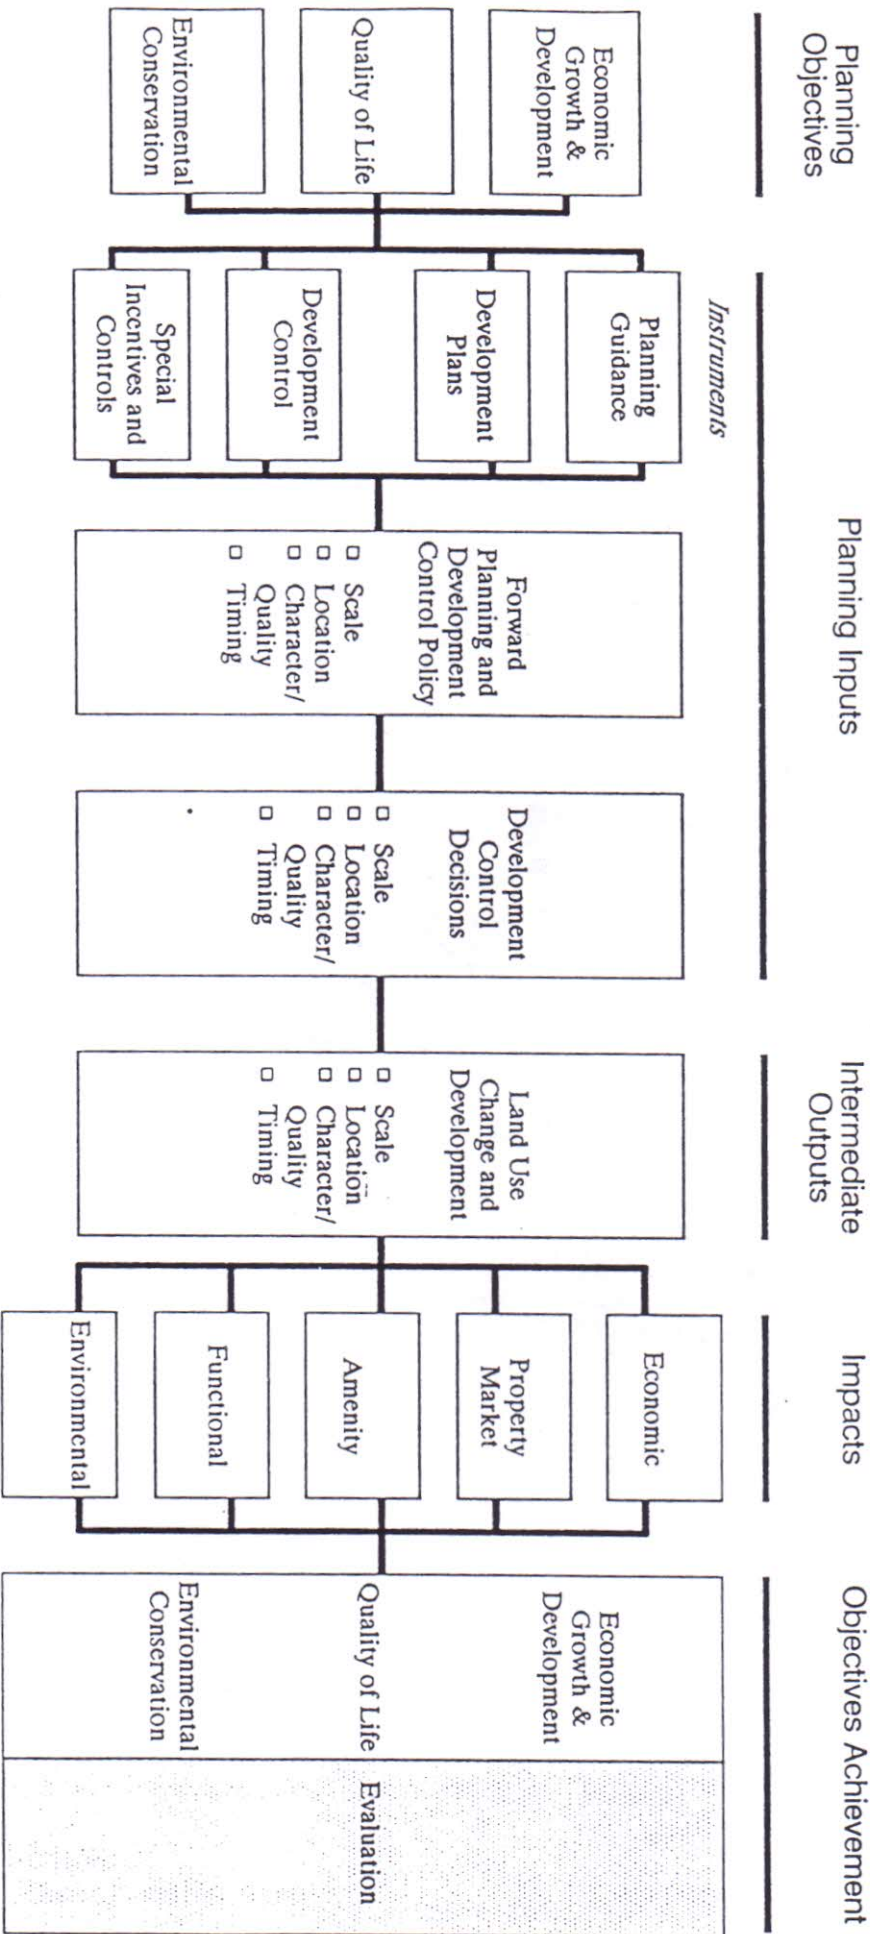 Planning
Objectives
Economic
Growth &
Development
Quality of Life
Environmental
Conservation
Planning Inputs
Instruments
Planning
Guidance
Development
Plans
Development
Control
Special
Incentives and
Controls
Forward
Planning and
Development
Control Policy
Scale
Location
Character/
Quality
Timing
Development
Control
Decisions
Scale
Location
Character/
Quality
Timing
Intermediate
Outputs
Land Use
Change and
Development
Scale
Location
Character/
Quality
Timing
Impacts
Economic
Property
Market
Amenity
Functional
Environmental
Objectives Achievement
Economic
Growth &
Development
Quality of Life
Environmental
Conservation
Evaluation